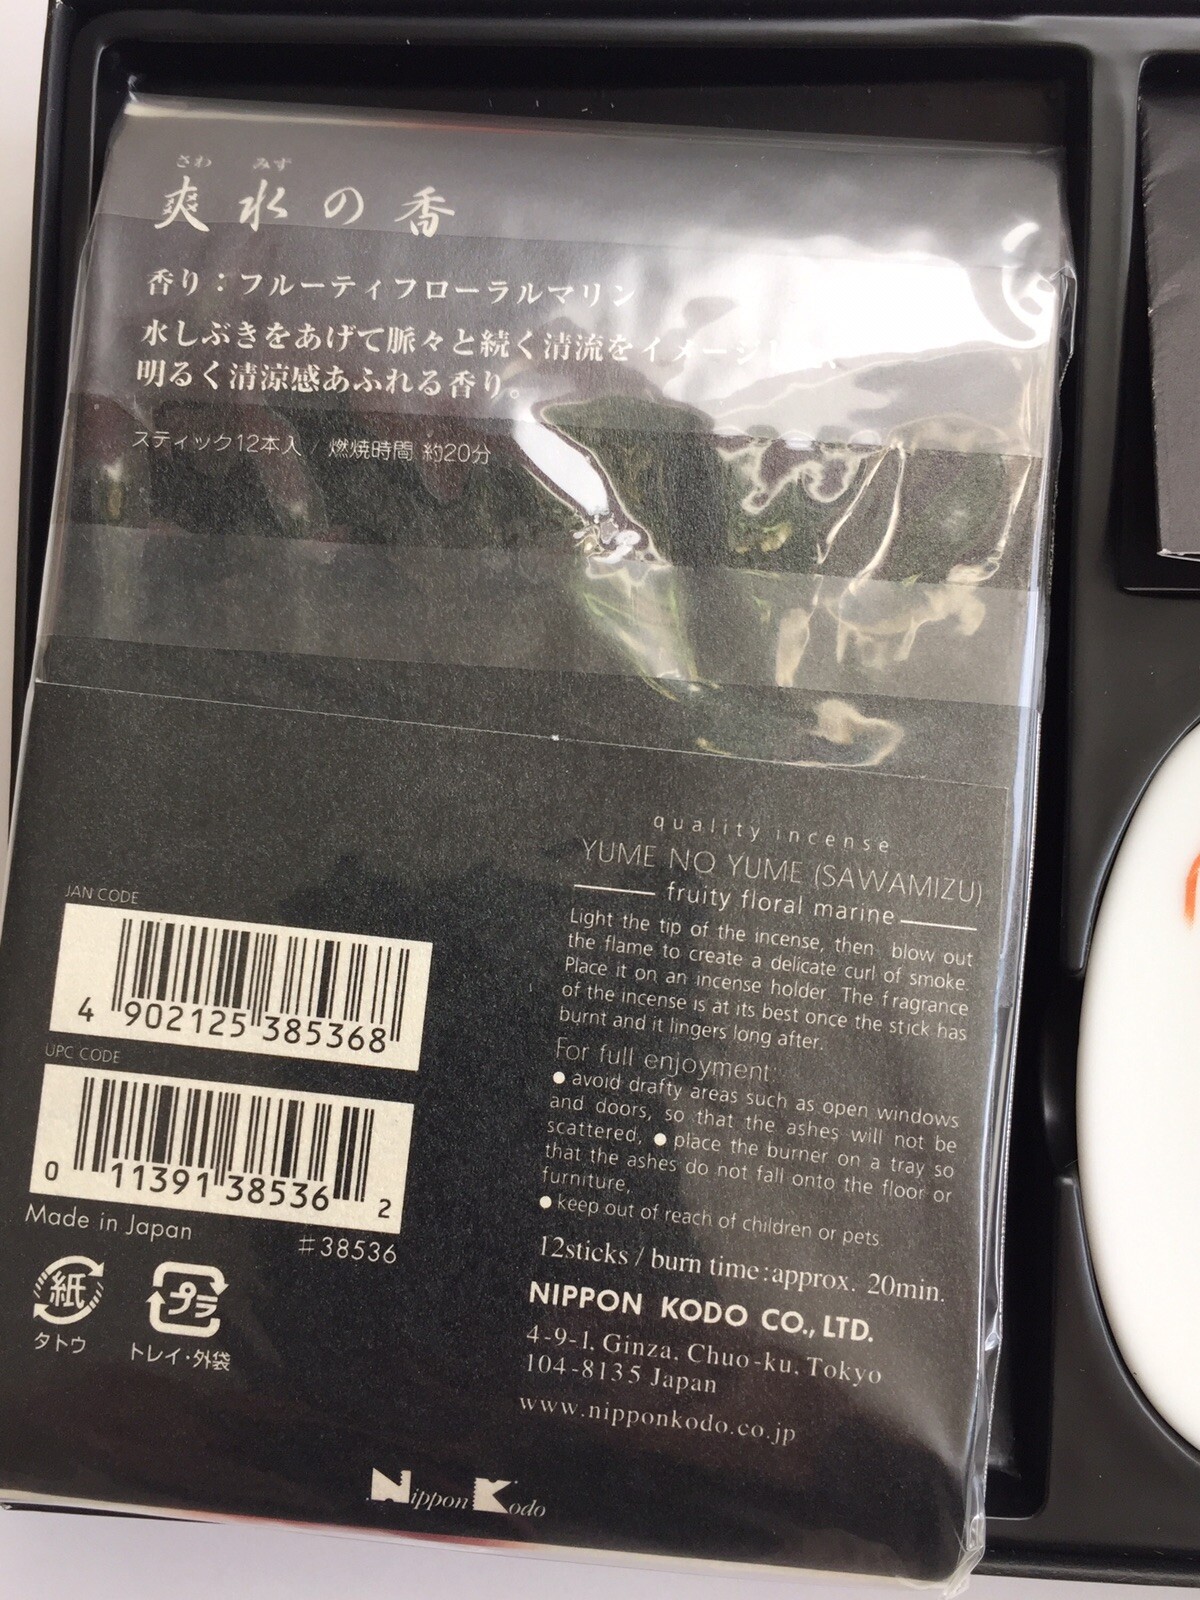 さわ みず
爽水の香
香り：フルーティフローラルマリン
水しぶきをあげて脈々と続く清流をイメージ
明るく清涼感あふれる香り。
スティック12本入 / 燃焼時間 約20分
quality incense
YUME NO YUME (SAWAMIZU)
fruity floral marine
Light the tip of the incense, then blow out
the flame to create a delicate curl of smoke.
Place it on an incense holder. The fragrance
of the incense is at its best once the stick has
burnt and it lingers long after.
For full enjoyment:
● avoid drafty areas such as open windows
and doors, so that the ashes will not be
scattered, ● place the burner on a tray so
that the ashes do not fall onto the floor or
furniture,
● keep out of reach of children or pets
12sticks / burn time:approx. 20min.
NIPPON KODO CO., LTD.
4-9-1, Ginza, Chuo-ku, Tokyo
104-8135 Japan
www.nipponkodo.co.jp
JAN CODE
4 902125 385368
UPC CODE
0 11391 38536 2
Made in Japan
#38536
紙
タトウ
プラ
トレイ・外袋
Nippon Kodo